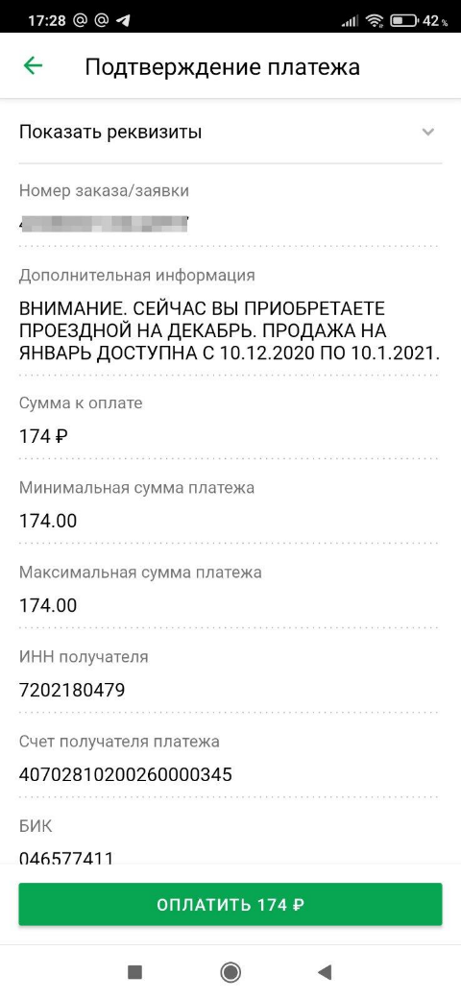 17:28 @ @ 42 %
Подтверждение платежа
Показать реквизиты
Номер заказа/заявки
Дополнительная информация
ВНИМАНИЕ. СЕЙЧАС ВЫ ПРИОБРЕТАЕТЕ
ПРОЕЗДНОЙ НА ДЕКАБРЬ. ПРОДАЖА НА
ЯНВАРЬ ДОСТУПНА С 10.12.2020 ПО 10.1.2021.
Сумма к оплате
174 ₽
Минимальная сумма платежа
174.00
Максимальная сумма платежа
174.00
ИНН получателя
7202180479
Счет получателя платежа
40702810200260000345
БИК
046577411
ОПЛАТИТЬ 174 ₽